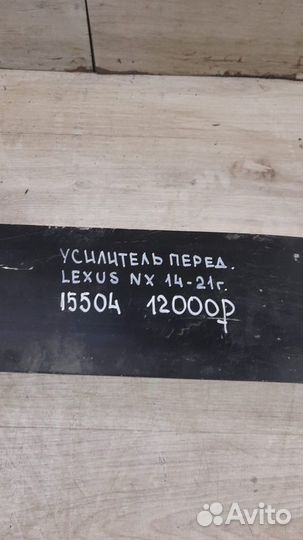 УСИЛИТЕЛЬ ПЕРЕД.
LEXUS NX 14-21г.
15504 12000р
Avito